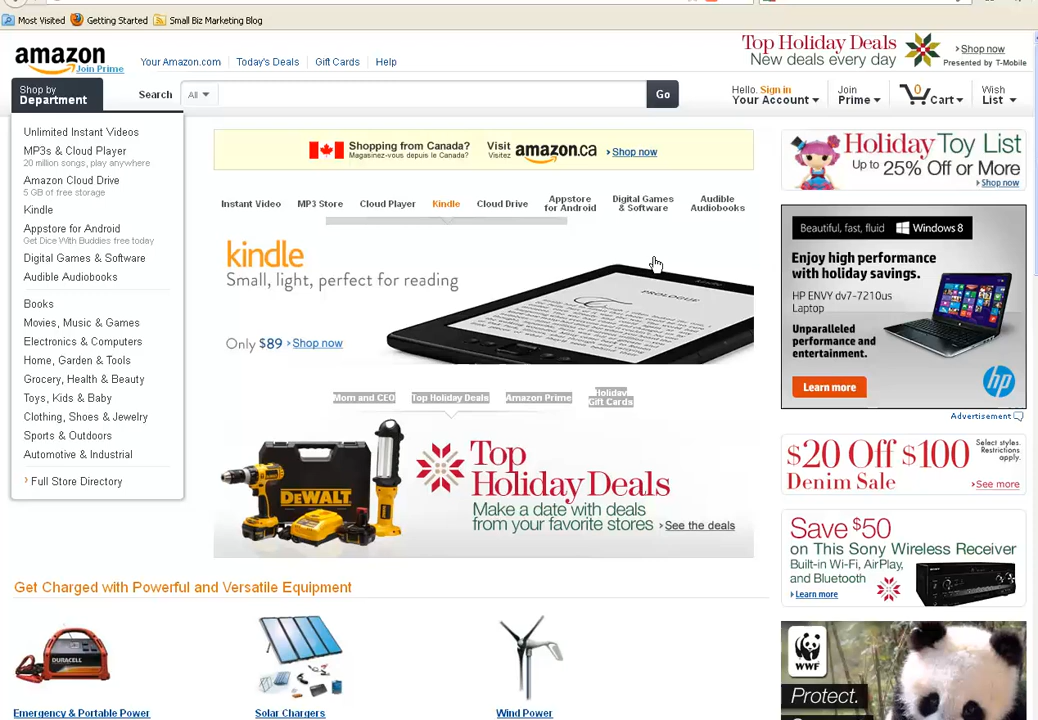 Most Visited Getting Started Small Biz Marketing Blog
amazon
Join Prime
Your Amazon.com Today's Deals Gift Cards Help
Top Holiday Deals
New deals every day
Shop now
Presented by T-Mobile
Shop by
Department
Search All Go
Hello. Sign in
Your Account
Join
Prime
0
Cart
Wish
List
Unlimited Instant Videos
MP3s & Cloud Player
20 million songs, play anywhere
Amazon Cloud Drive
5 GB of free storage
Kindle
Appstore for Android
Get Dice With Buddies free today
Digital Games & Software
Audible Audiobooks
Books
Movies, Music & Games
Electronics & Computers
Home, Garden & Tools
Grocery, Health & Beauty
Toys, Kids & Baby
Clothing, Shoes & Jewelry
Sports & Outdoors
Automotive & Industrial
Full Store Directory
Shopping from Canada?
Magasinez-vous depuis le Canada?
Visit
Visitez
amazon.ca
Shop now
Instant Video MP3 Store Cloud Player Kindle Cloud Drive
Appstore
for Android
Digital Games
& Software
Audible
Audiobooks
kindle
Small, light, perfect for reading
Only $89 Shop now
PROLOGUE
Mom and CEO Top Holiday Deals Amazon Prime
Holiday
Gift Cards
DEWALT
Top
Holiday Deals
Make a date with deals
from your favorite stores
See the deals
Get Charged with Powerful and Versatile Equipment
DURACELL
Emergency & Portable Power Solar Chargers Wind Power
Holiday
Toy List
Up to 25% Off or More
Shop now
Beautiful, fast, fluid Windows 8
Enjoy high performance
with holiday savings.
HP ENVY dv7-7210us
Laptop
Unparalleled
performance and
entertainment.
Learn more
hp
Advertisement
$20 Off $100
Denim Sale
Select styles.
Restrictions
apply.
See more
Save $50
on This Sony Wireless Receiver
Built-in Wi-Fi, AirPlay,
and Bluetooth
Learn more
WWF
Protect.